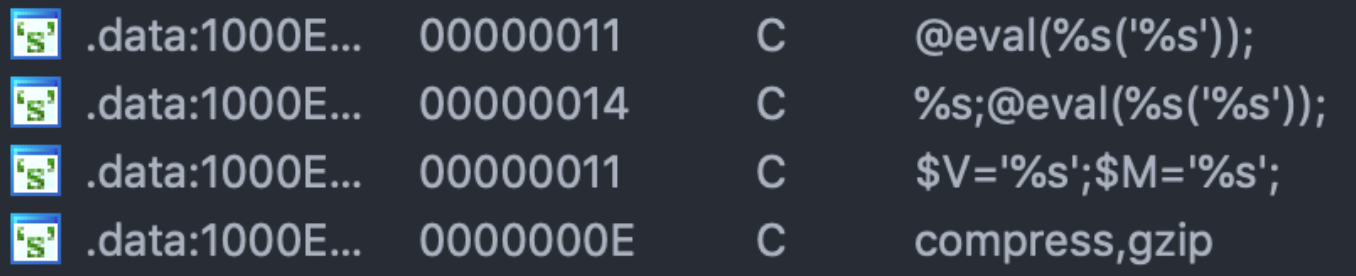 's' .data:1000E... 00000011 C @eval(%s('%s'));
's' .data:1000E... 00000014 C %s;@eval(%s('%s'));
's' .data:1000E... 00000011 C $V='%s';$M='%s';
's' .data:1000E... 0000000E C compress,gzip